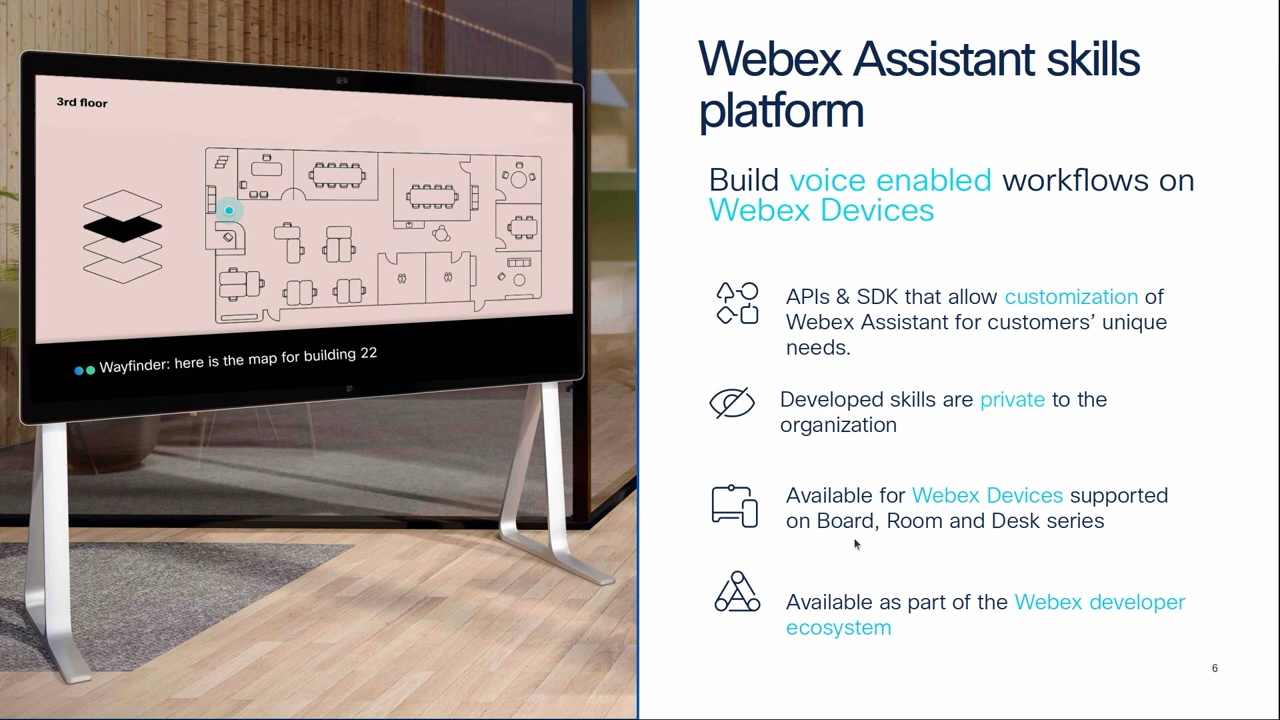 3rd floor
Wayfinder: here is the map for building 22
Webex Assistant skills
platform
Build voice enabled workflows on
Webex Devices
APIs & SDK that allow customization of
Webex Assistant for customers’ unique
needs.
Developed skills are private to the
organization
Available for Webex Devices supported
on Board, Room and Desk series
Available as part of the Webex developer
ecosystem
6